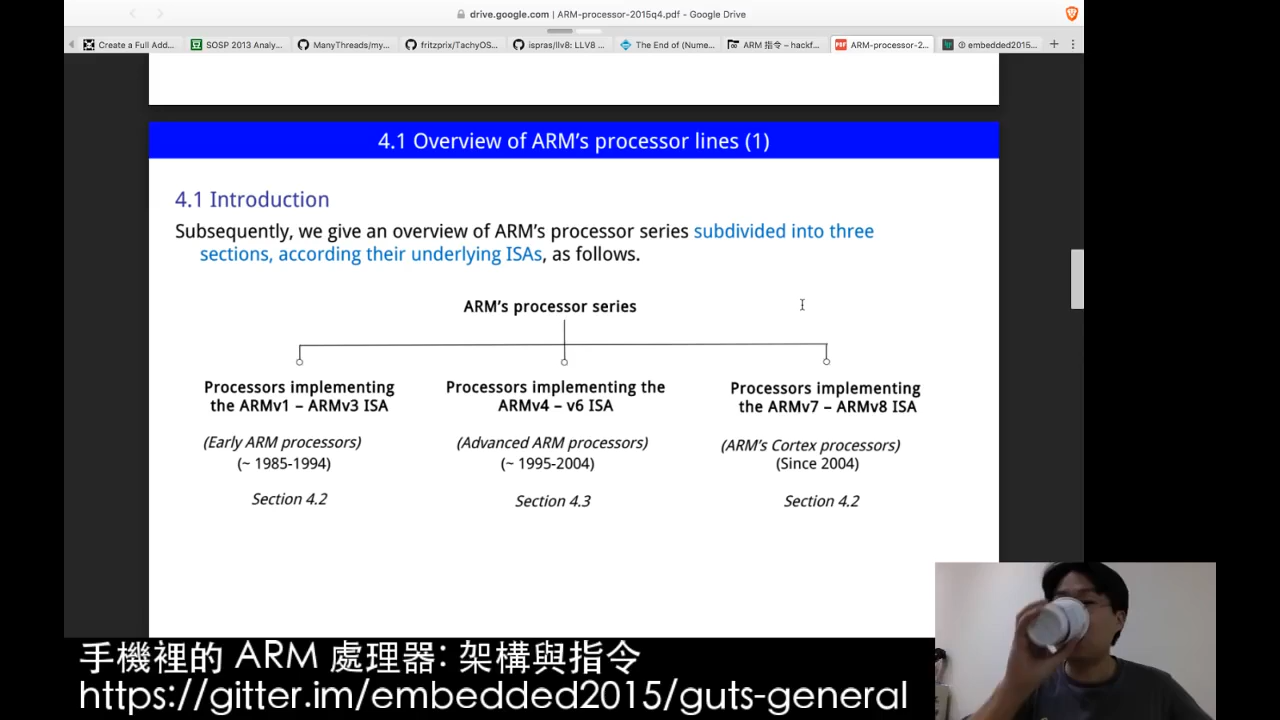 drive.google.com | ARM-processor-2015q4.pdf - Google Drive
Create a Full Add...
SOSP 2013 Analy...
ManyThreads/my...
fritzprix/TachyOS...
ispras/llv8: LLV8 ...
The End of (Nume...
ARM 指令 – hackf...
ARM-processor-2...
embedded2015...
4.1 Overview of ARM's processor lines (1)
4.1 Introduction
Subsequently, we give an overview of ARM's processor series subdivided into three
sections, according their underlying ISAs, as follows.
ARM's processor series
Processors implementing
the ARMv1 – ARMv3 ISA
(Early ARM processors)
(~ 1985-1994)
Section 4.2
Processors implementing the
ARMv4 – v6 ISA
(Advanced ARM processors)
(~ 1995-2004)
Section 4.3
Processors implementing
the ARMv7 – ARMv8 ISA
(ARM's Cortex processors)
(Since 2004)
Section 4.2
手機裡的 ARM 處理器: 架構與指令
https://gitter.im/embedded2015/guts-general